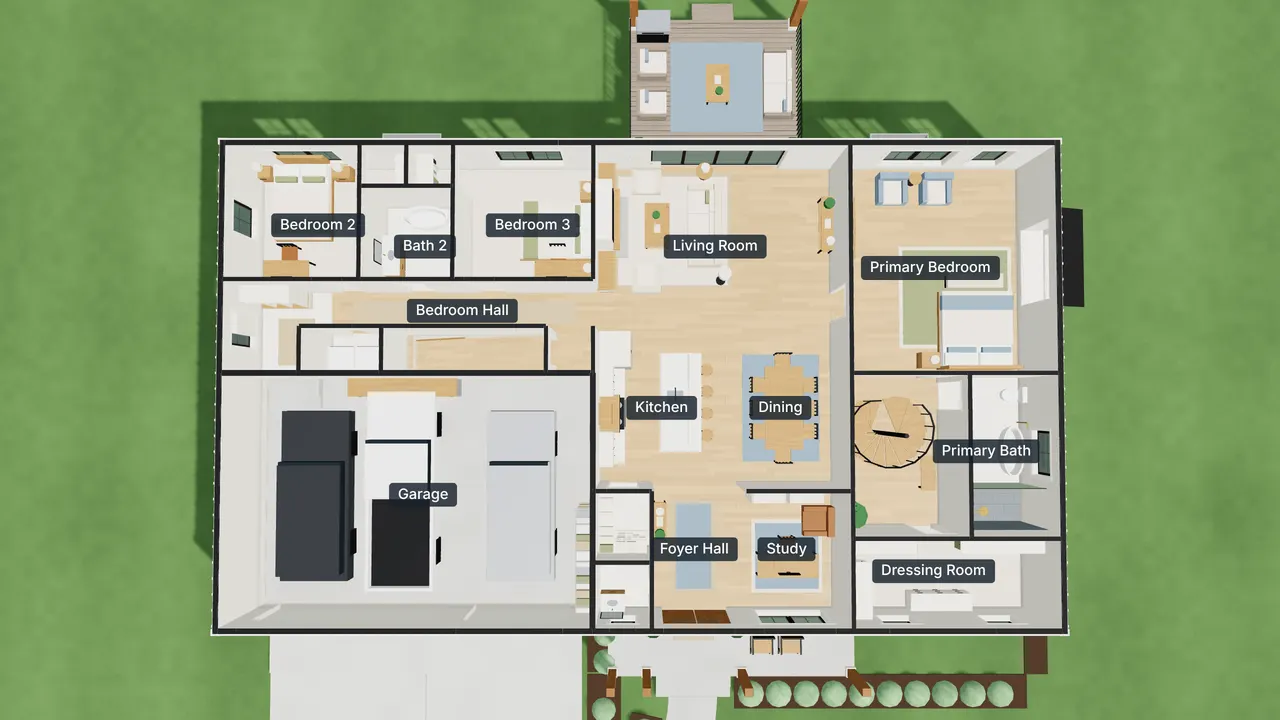 Bedroom 2
Bath 2
Bedroom 3
Living Room
Primary Bedroom
Bedroom Hall
Kitchen
Dining
Primary Bath
Garage
Foyer Hall
Study
Dressing Room